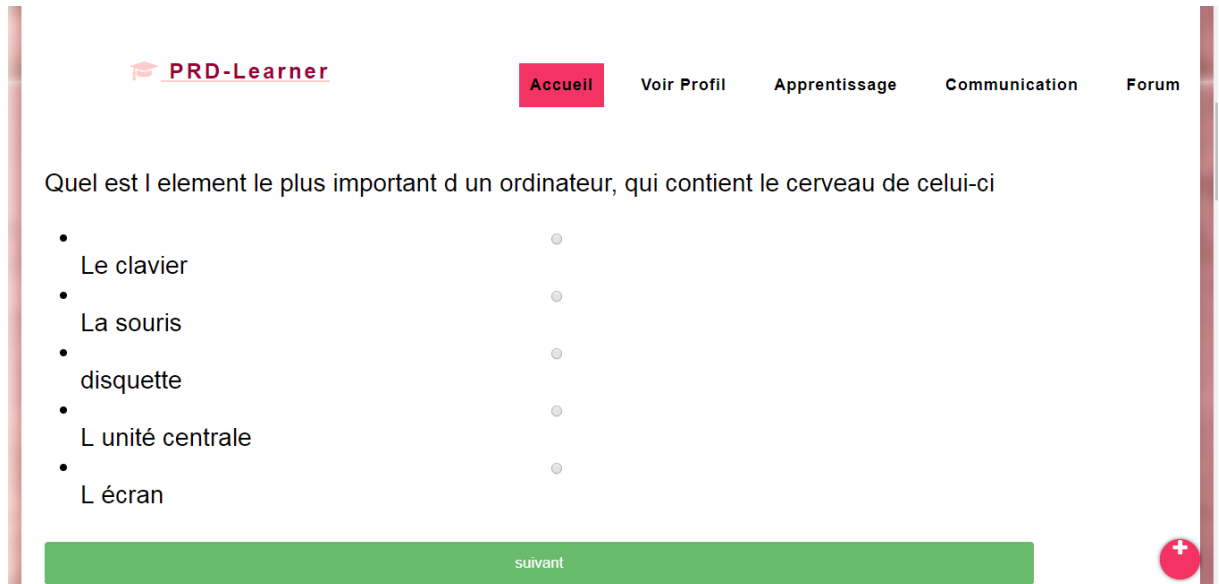 PRD-Learner
Accueil Voir Profil Apprentissage Communication Forum
Quel est l element le plus important d un ordinateur, qui contient le cerveau de celui-ci
Le clavier
La souris
disquette
L unité centrale
L écran
suivant
+